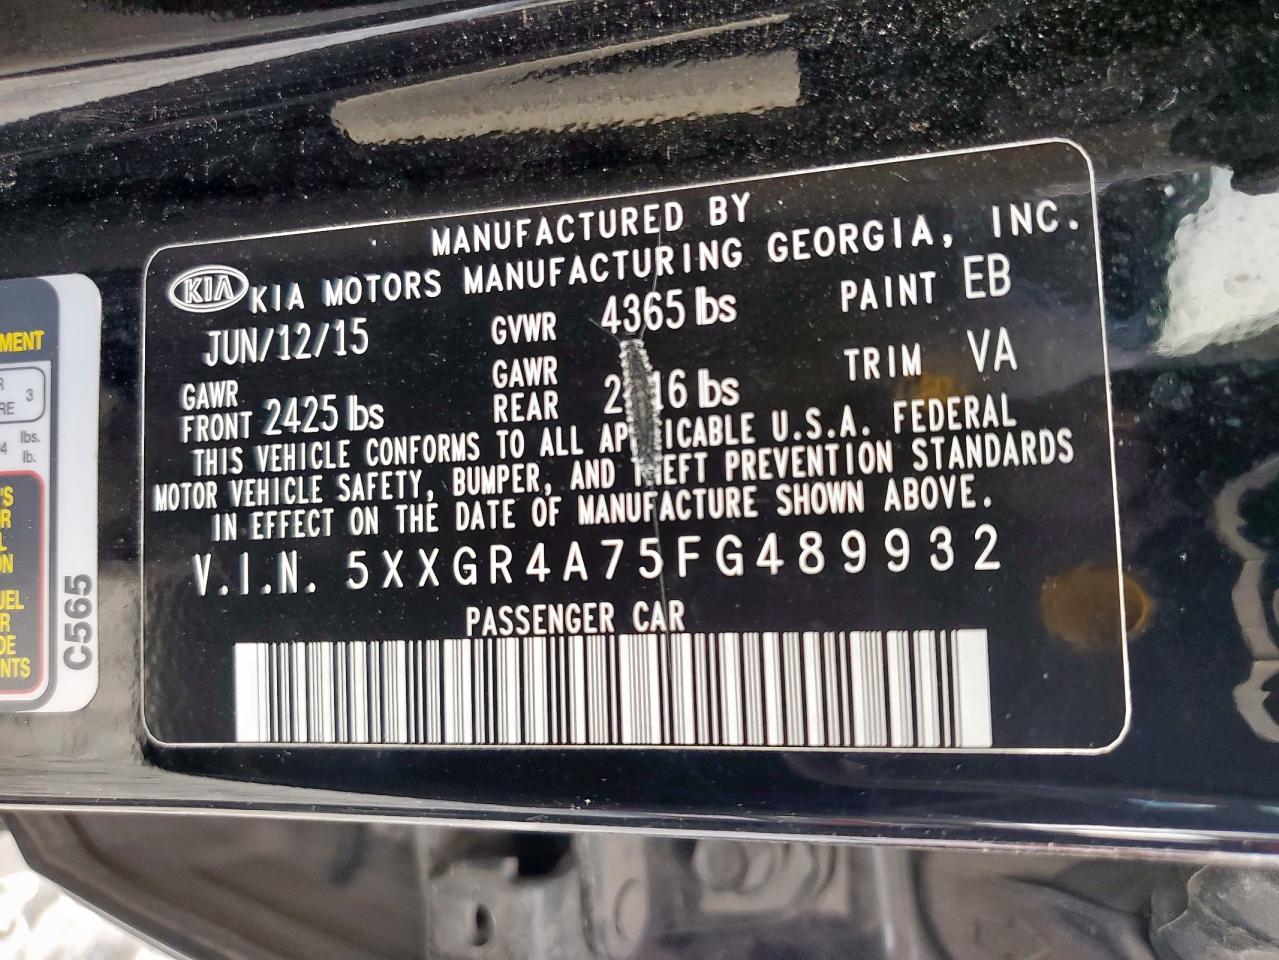 MANUFACTURED BY
KIA KIA MOTORS MANUFACTURING GEORGIA, INC.
JUN/12/15 GVWR 4365 lbs PAINT EB
GAWR FRONT 2425 lbs GAWR REAR TRIM VA
THIS VEHICLE CONFORMS TO ALL APPLICABLE U.S.A. FEDERAL
MOTOR VEHICLE SAFETY, BUMPER, AND THEFT PREVENTION STANDARDS
IN EFFECT ON THE DATE OF MANUFACTURE SHOWN ABOVE.
V.I.N. 5XXGR4A75FG489932
PASSENGER CAR
C565
3
lbs.
lb.